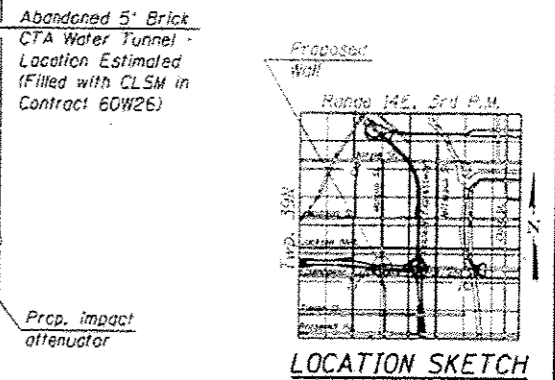 Abandoned 5' Brick
CTA Water Tunnel -
Location Estimated
(Filled with CLSM in
Contract 60W26)
Proposed
Wall
Range 14E, 3rd P.M.
TWP. 39N
Prop. impact
attenuator
LOCATION SKETCH